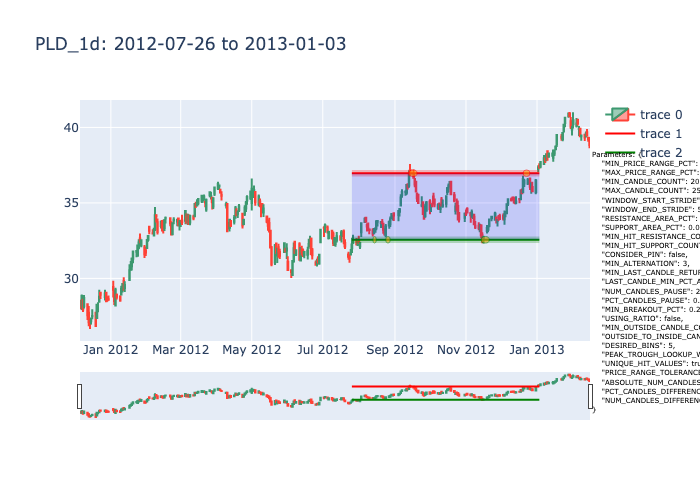 PLD_1d: 2012-07-26 to 2013-01-03
trace 0
trace 1
trace 2
40
35
30
Jan 2012
Mar 2012
May 2012
Jul 2012
Sep 2012
Nov 2012
Jan 2013
Parameters: {
"MIN_PRICE_RANGE_PCT":
"MAX_PRICE_RANGE_PCT":
"MIN_CANDLE_COUNT": 20
"MAX_CANDLE_COUNT": 25
"WINDOW_START_STRIDE"
"WINDOW_END_STRIDE": 5
"RESISTANCE_AREA_PCT":
"SUPPORT_AREA_PCT": 0.0
"MIN_HIT_RESISTANCE_CO
"MIN_HIT_SUPPORT_COUNT
"CONSIDER_PIN": false,
"MIN_ALTERNATION": 3,
"MIN_LAST_CANDLE_RETUR
"LAST_CANDLE_MIN_PCT_A
"NUM_CANDLES_PAUSE": 2
"PCT_CANDLES_PAUSE": 0.
"MIN_BREAKOUT_PCT": 0.2
"USING_RATIO": false,
"MIN_OUTSIDE_CANDLE_CO
"OUTSIDE_TO_INSIDE_CAN
"DESIRED_BINS": 5,
"PEAK_TROUGH_LOOKUP_W
"UNIQUE_HIT_VALUES": tru
"PRICE_RANGE_TOLERANC
"ABSOLUTE_NUM_CANDLES
"PCT_CANDLES_DIFFERENC
"NUM_CANDLES_DIFFEREN
}